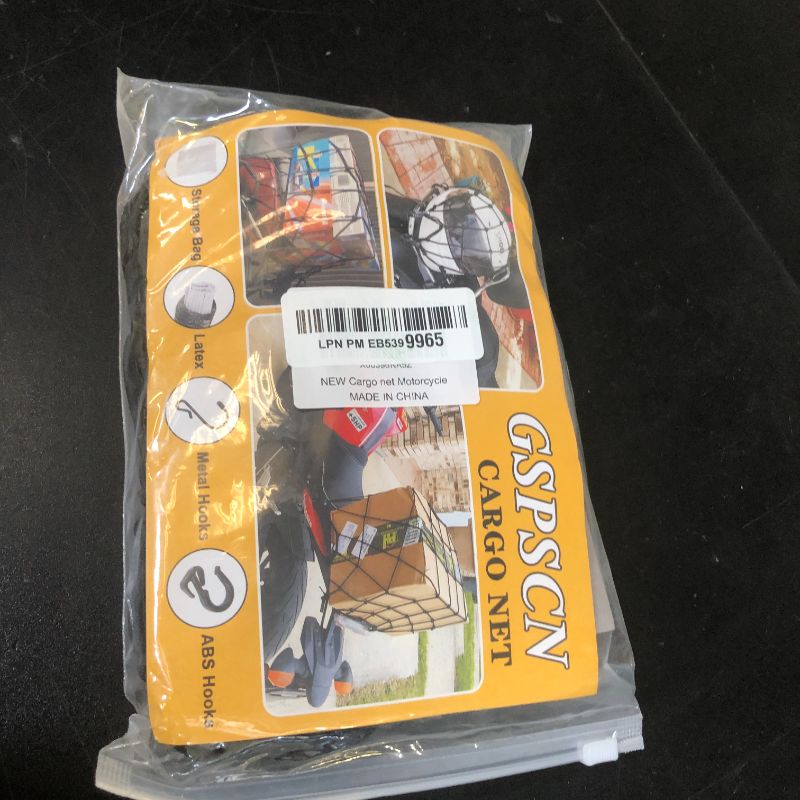 GSPSCN
CARGO NET
Storage Bag
Latex
Metal Hooks
ABS Hooks
LPN PM EB5399965
NEW Cargo net Motorcycle
MADE IN CHINA